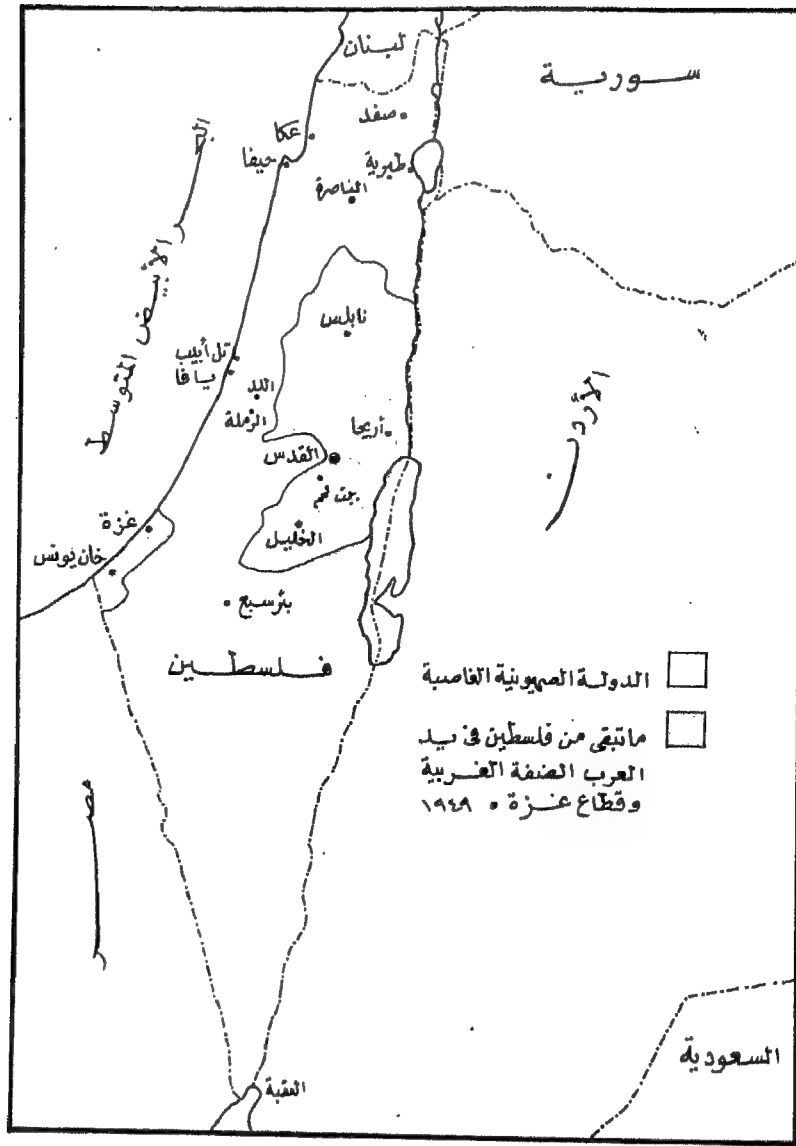 لبنان
سورية
صفد
عكا
حيفا
طبرية
الناصرة
البحر الأبيض المتوسط
نابلس
تل أبيب
يافا
اللد
الرملة
أريحا
الأردن
القدس
بيت لحم
غزة
الخليل
خان يونس
بئر سبع
فلسطين
الدولة الصهيونية الغاصبة
ما تبقى من فلسطين في يد
العرب الضفة الغربية
وقطاع غزة ١٩٤٩
مصر
العقبة
السعودية